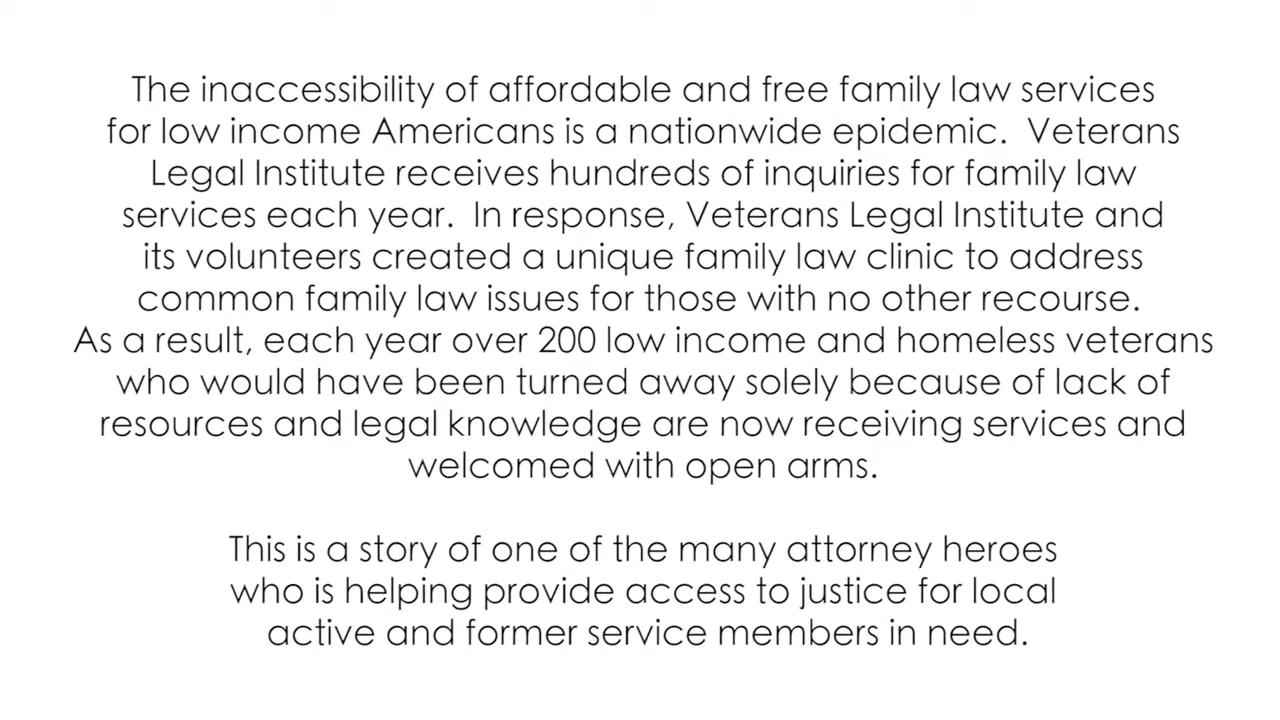 The inaccessibility of affordable and free family law services
for low income Americans is a nationwide epidemic.  Veterans
Legal Institute receives hundreds of inquiries for family law
services each year.  In response, Veterans Legal Institute and
its volunteers created a unique family law clinic to address
common family law issues for those with no other recourse.
As a result, each year over 200 low income and homeless veterans
who would have been turned away solely because of lack of
resources and legal knowledge are now receiving services and
welcomed with open arms.
This is a story of one of the many attorney heroes
who is helping provide access to justice for local
active and former service members in need.